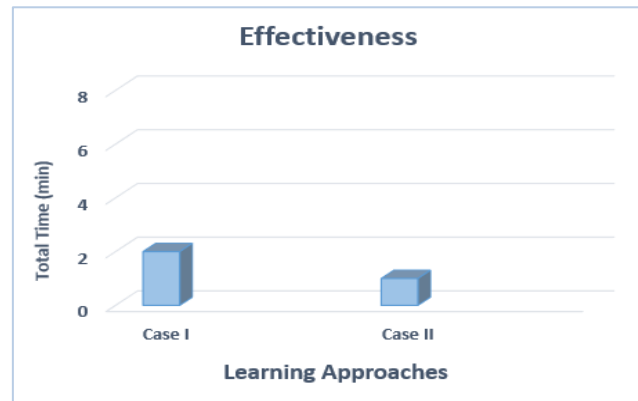 Effectiveness
Total Time (min)
8
6
4
2
0
Case I
Case II
Learning Approaches